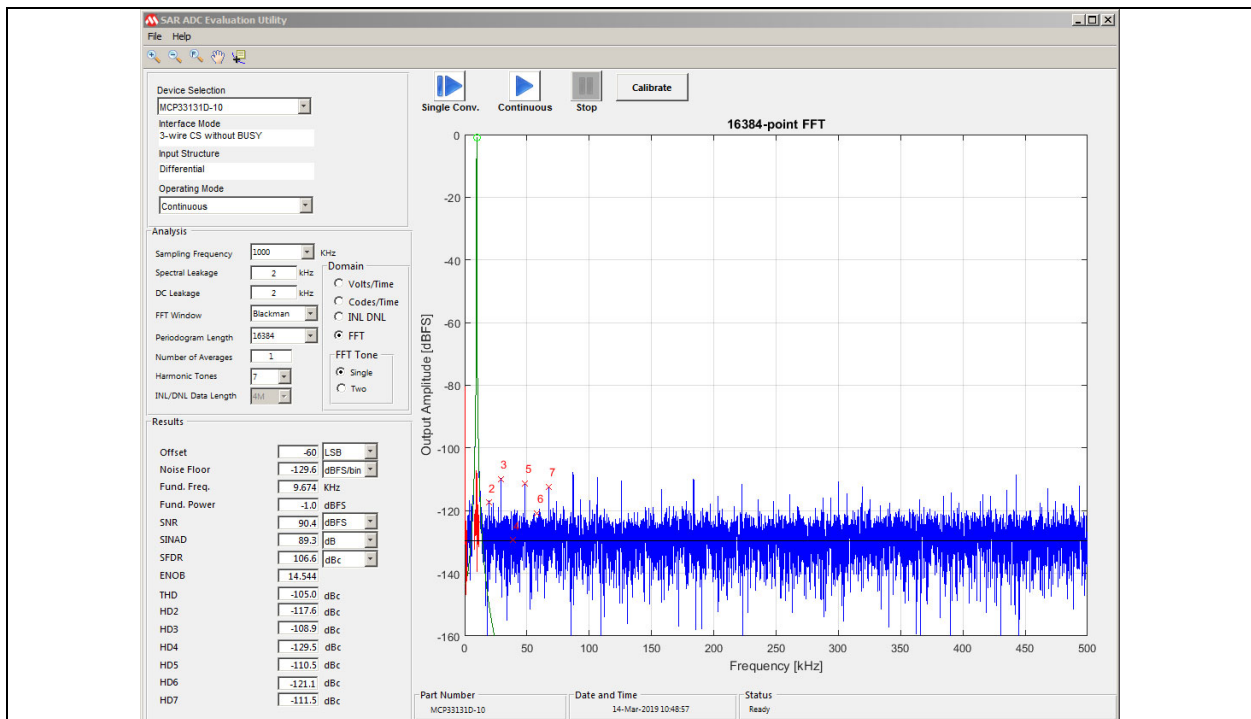 SAR ADC Evaluation Utility
File Help
Device Selection
MCP33131D-10
Interface Mode
3-wire CS without BUSY
Input Structure
Differential
Operating Mode
Continuous
Single Conv. Continuous Stop Calibrate
Analysis
Sampling Frequency 1000 KHz
Spectral Leakage 2 kHz
DC Leakage 2 kHz
FFT Window Blackman
Periodogram Length 16384
Number of Averages 1
Harmonic Tones 7
INL/DNL Data Length 4M
Domain
Volts/Time
Codes/Time
INL DNL
FFT
FFT Tone
Single
Two
Results
Offset -60 LSB
Noise Floor -129.6 dBFS/bin
Fund. Freq. 9.674 KHz
Fund. Power -1.0 dBFS
SNR 90.4 dBFS
SINAD 89.3 dB
SFDR 106.6 dBc
ENOB 14.544
THD -105.0 dBc
HD2 -117.6 dBc
HD3 -108.9 dBc
HD4 -129.5 dBc
HD5 -110.5 dBc
HD6 -121.1 dBc
HD7 -111.5 dBc
16384-point FFT
Output Amplitude [dBFS]
0
-20
-40
-60
-80
-100
-120
-140
-160
2 3 5 6 7
0 50 100 150 200 250 300 350 400 450 500
Frequency [kHz]
Part Number
MCP33131D-10
Date and Time
14-Mar-2019 10:48:57
Status
Ready